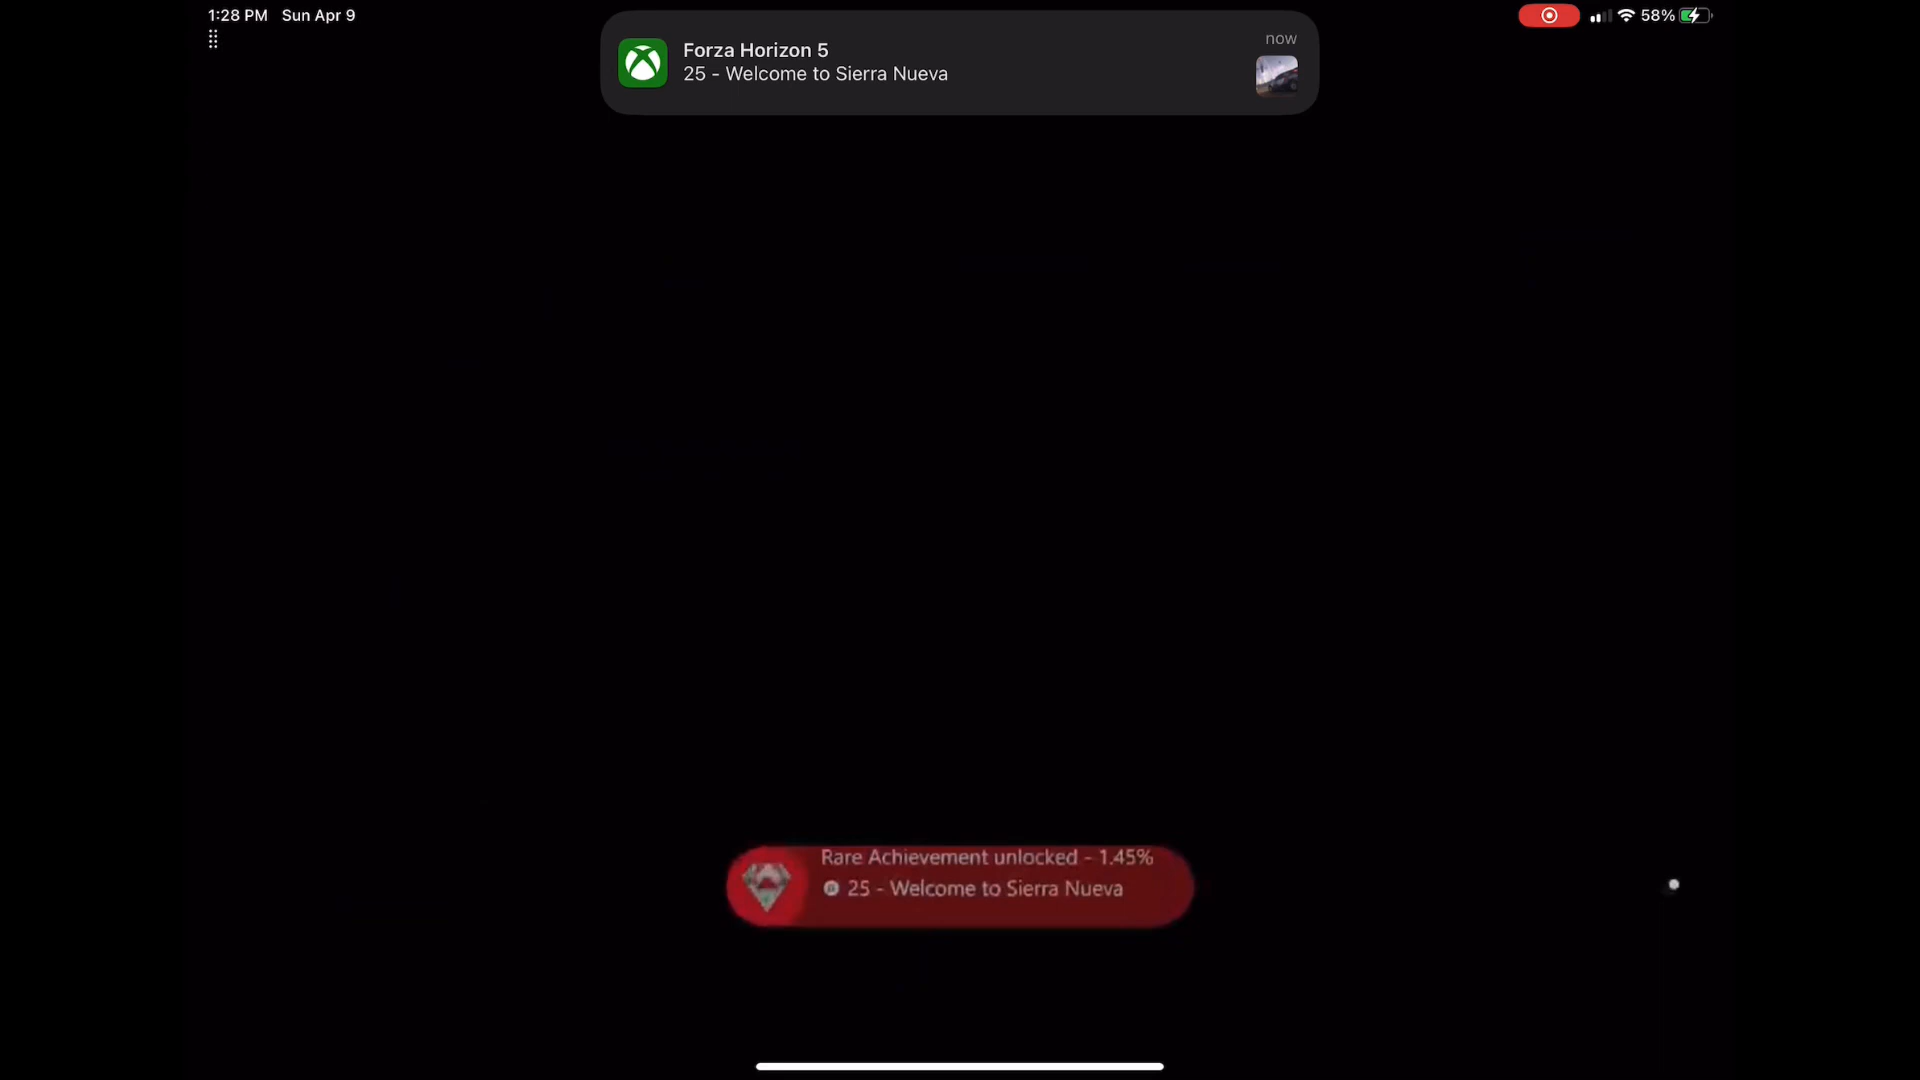 1:28 PM Sun Apr 9
58%
Forza Horizon 5
now
25 - Welcome to Sierra Nueva
Rare Achievement unlocked - 1.45%
25 - Welcome to Sierra Nueva